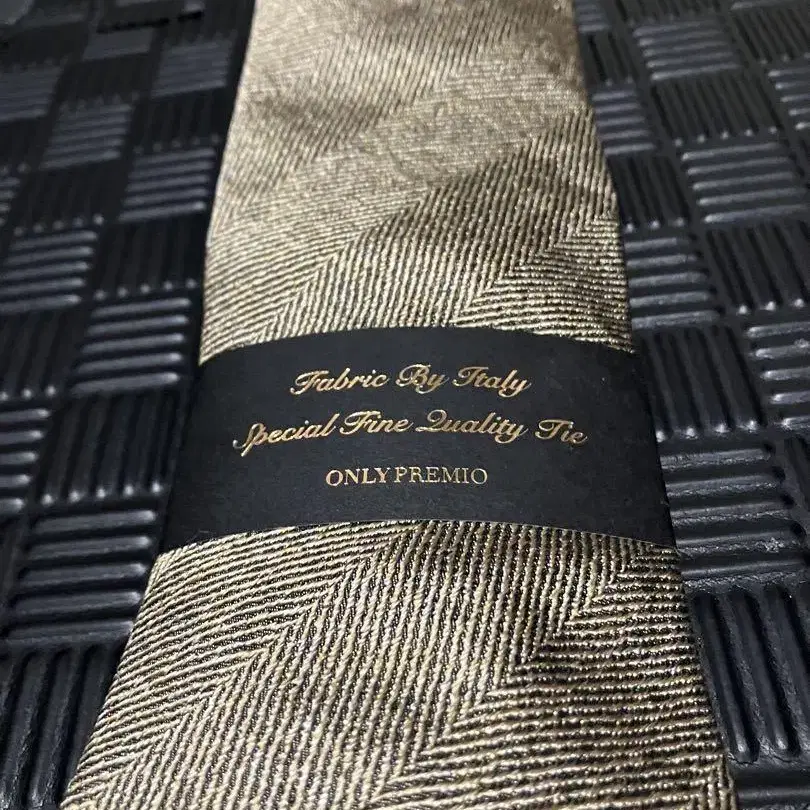 Fabric By Italy
Special Fine Quality Tie
ONLY PREMIO